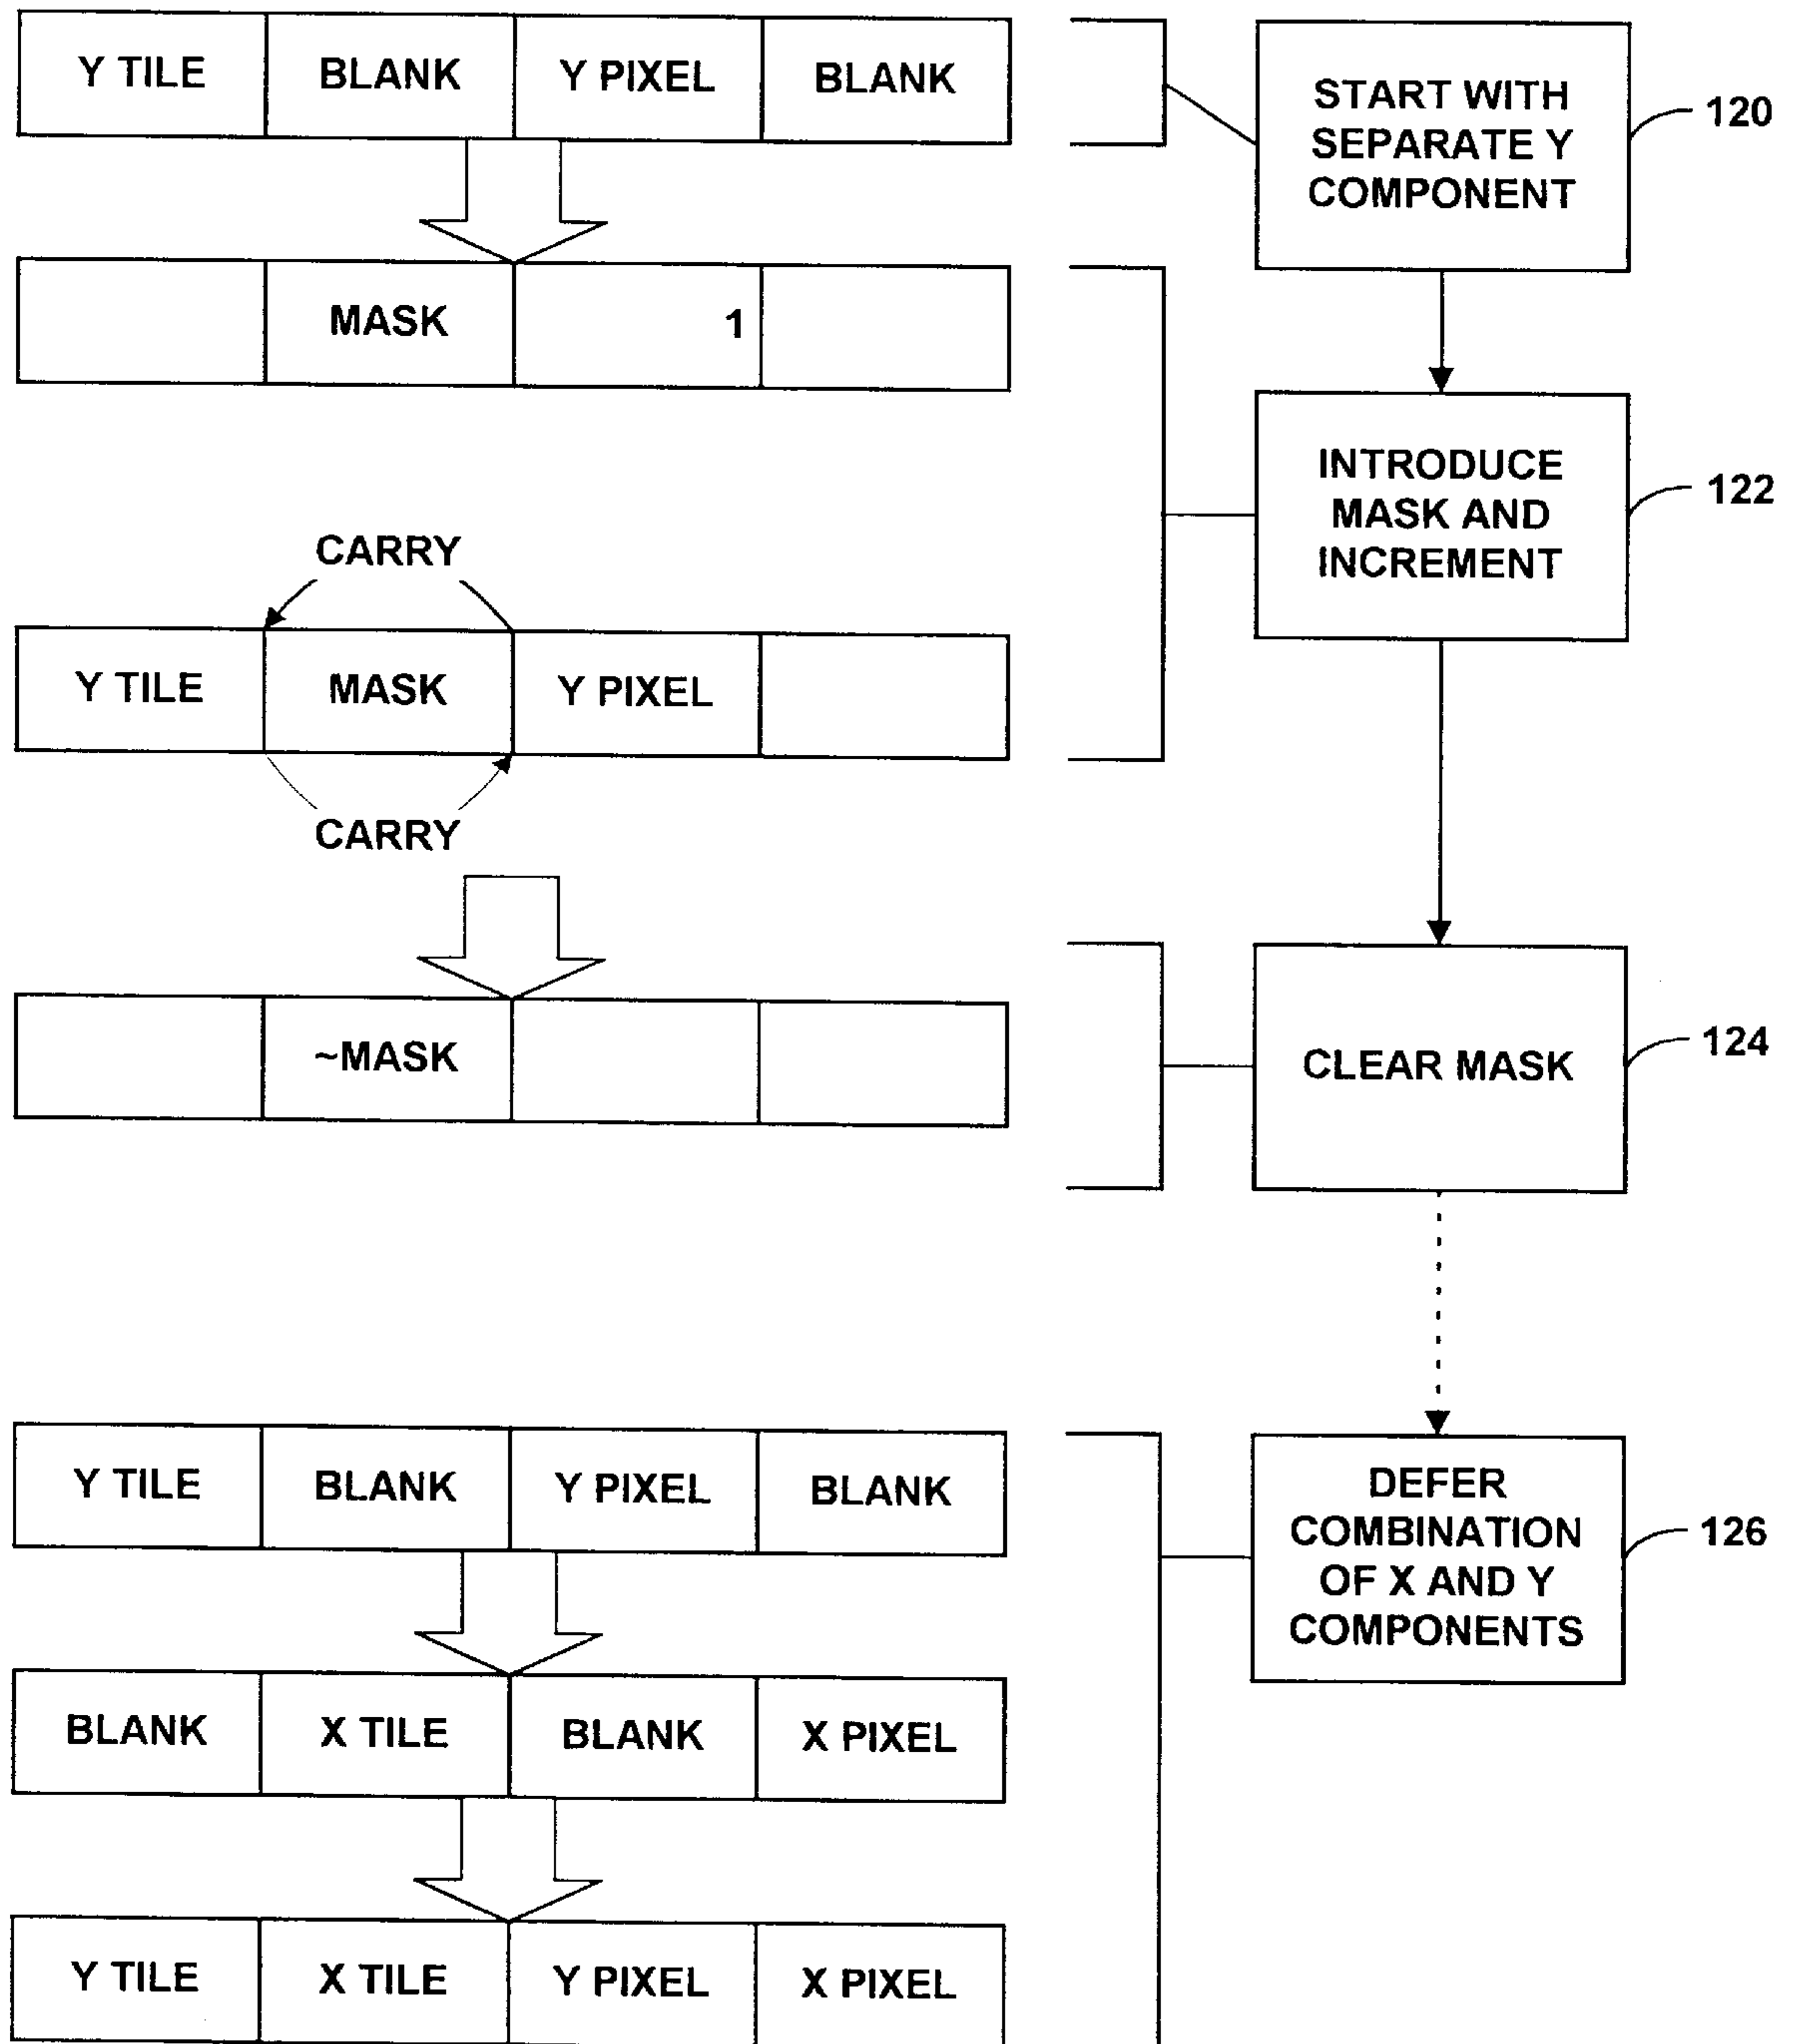 Y TILE BLANK Y PIXEL BLANK
START WITH
SEPARATE Y
COMPONENT
120
MASK 1
INTRODUCE
MASK AND
INCREMENT
122
CARRY
Y TILE MASK Y PIXEL
CARRY
~MASK
CLEAR MASK
124
Y TILE BLANK Y PIXEL BLANK
DEFER
COMBINATION
OF X AND Y
COMPONENTS
126
BLANK X TILE BLANK X PIXEL
Y TILE X TILE Y PIXEL X PIXEL